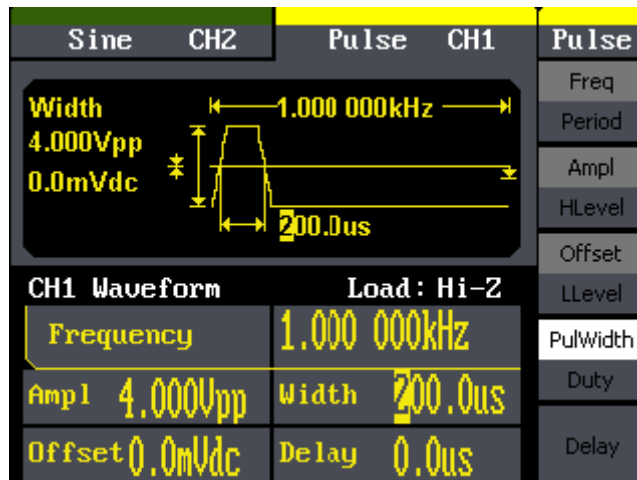 Sine CH2 Pulse CH1 Pulse
Width 1.000 000kHz
4.000Vpp
0.0mVdc
200.0us
CH1 Waveform Load: Hi-Z
Frequency 1.000 000kHz
Ampl 4.000Vpp Width 200.0us
Offset 0.0mVdc Delay 0.0us
Freq
Period
Ampl
HLevel
Offset
LLevel
PulWidth
Duty
Delay